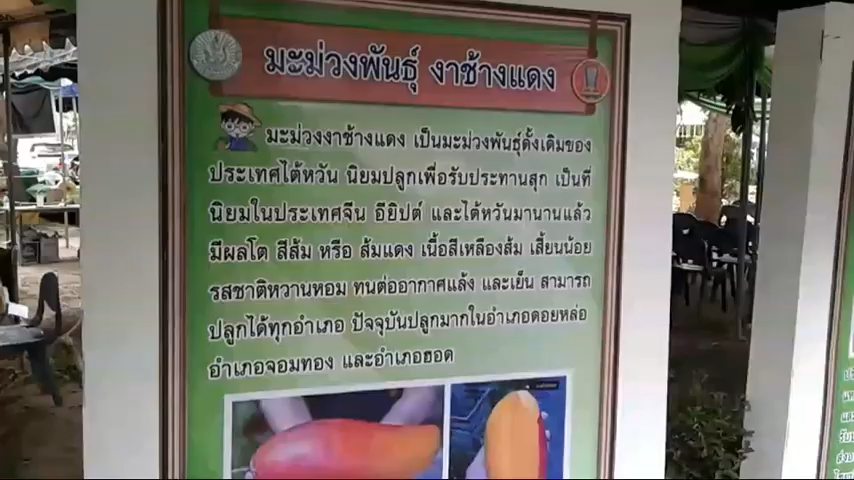 มะม่วงพันธุ์ งาช้างแดง
มะม่วงงาช้างแดง เป็นมะม่วงพันธุ์ดั้งเดิมของ
ประเทศไต้หวัน นิยมปลูกเพื่อรับประทานสุก เป็นที่
นิยมในประเทศจีน อียิปต์ และไต้หวันมานานแล้ว
มีผลโต สีส้ม หรือ ส้มแดง เนื้อสีเหลืองส้ม เสี้ยนน้อย
รสชาติหวานหอม ทนต่ออากาศแล้ง และเย็น สามารถ
ปลูกได้ทุกอำเภอ ปัจจุบันปลูกมากในอำเภอดอยหล่อ
อำเภอจอมทอง และอำเภอฮอด